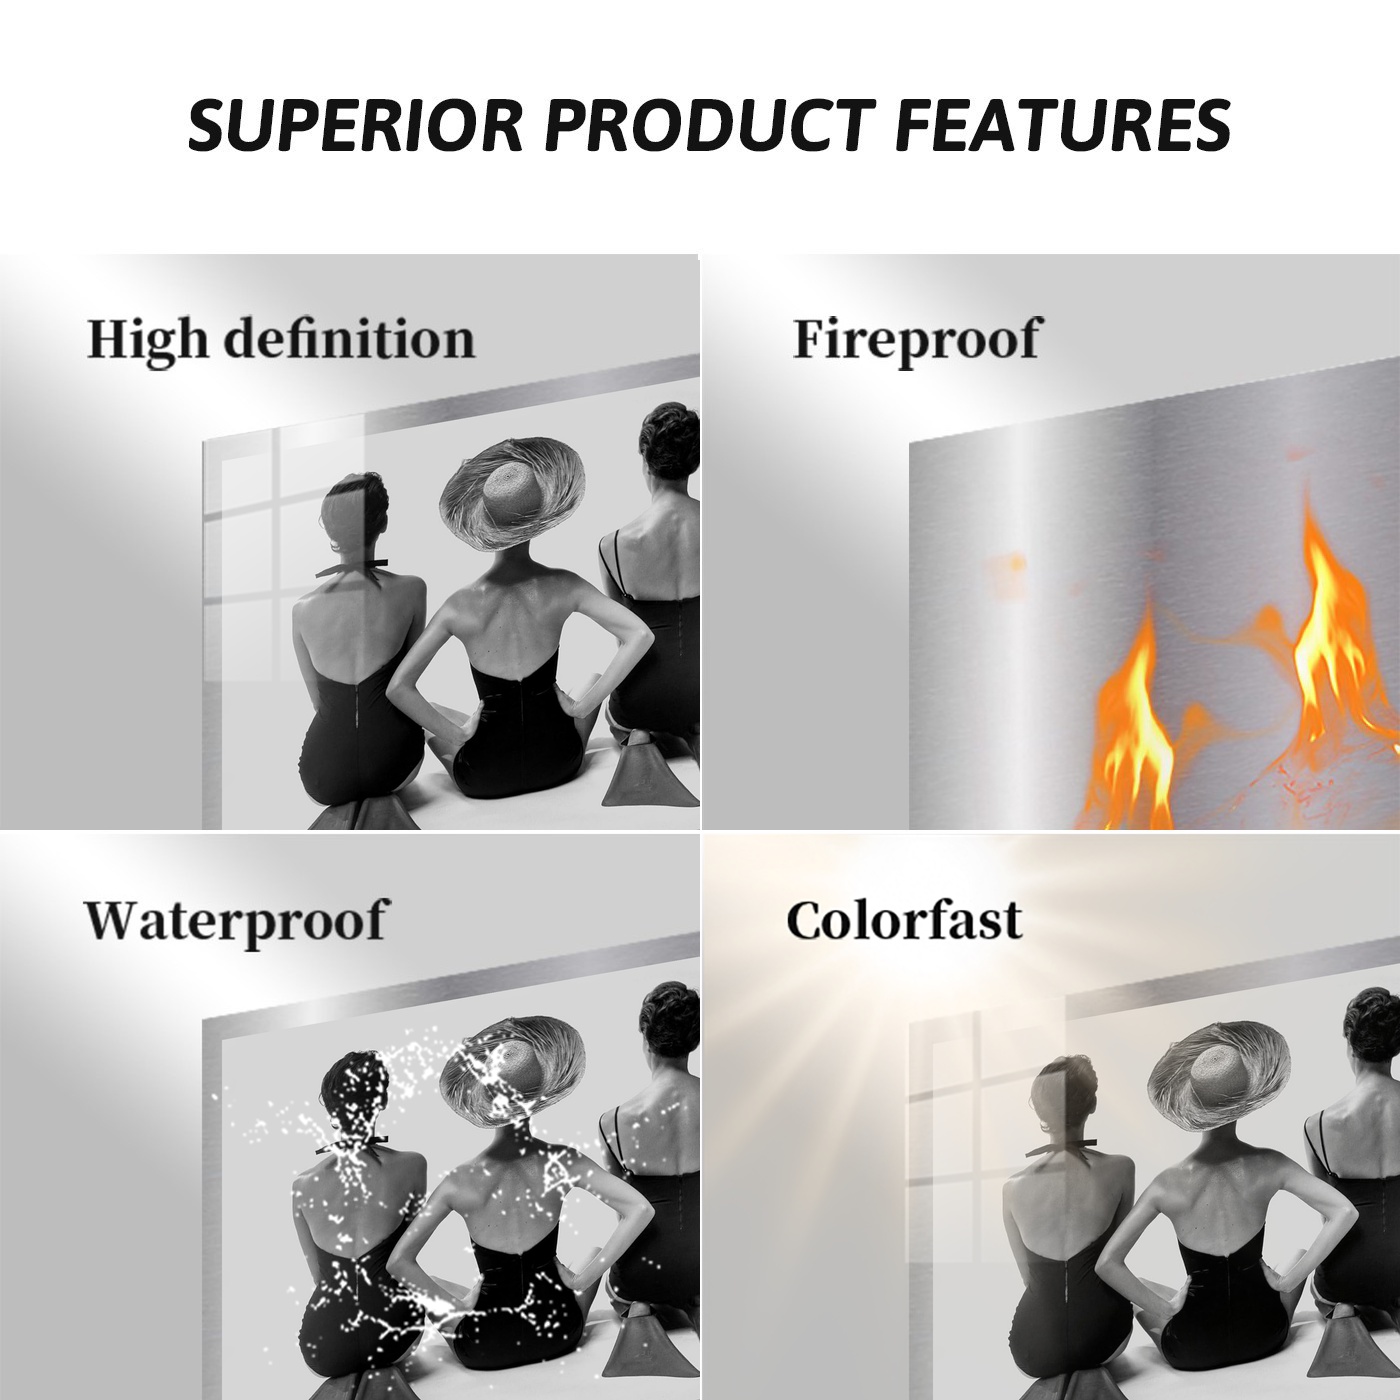 SUPERIOR PRODUCT FEATURES
High definition
Fireproof
Waterproof
Colorfast